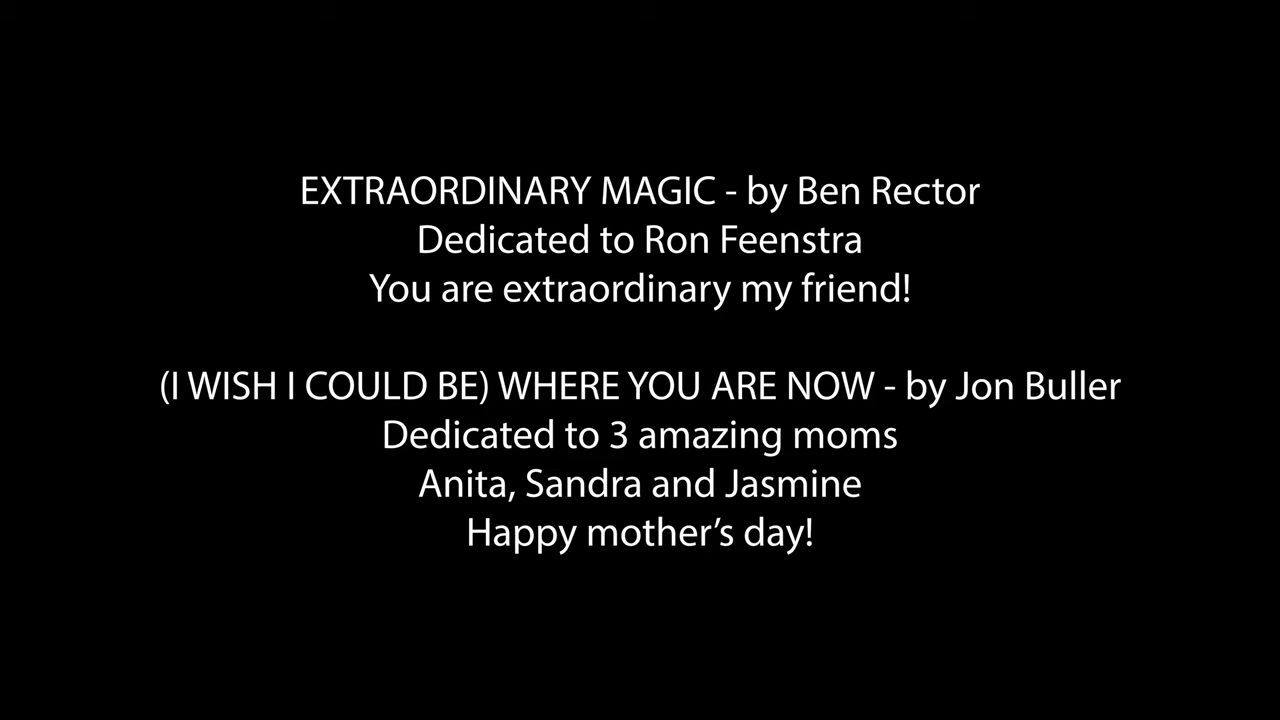 EXTRAORDINARY MAGIC - by Ben Rector
Dedicated to Ron Feenstra
You are extraordinary my friend!
(I WISH I COULD BE) WHERE YOU ARE NOW - by Jon Buller
Dedicated to 3 amazing moms
Anita, Sandra and Jasmine
Happy mother’s day!